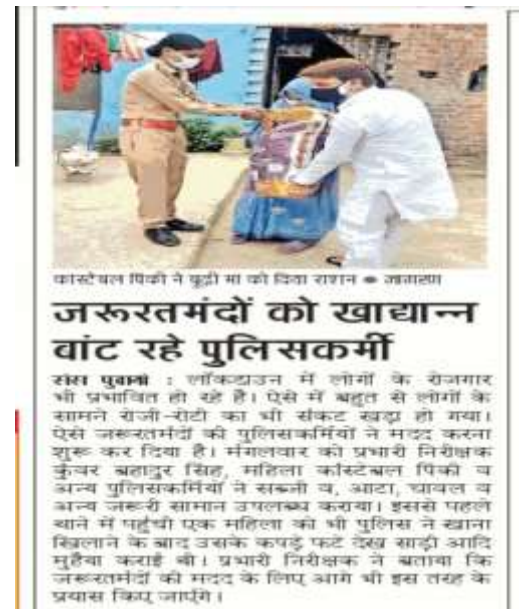 कांस्टेबल पिंकी ने बूढ़ी मां को दिया राशन ● जागरण
जरूरतमंदों को खाद्यान्न
बांट रहे पुलिसकर्मी
संस पुवायां : लॉकडाउन में लोगों के रोजगार
भी प्रभावित हो रहे हैं। ऐसे में बहुत से लोगों के
सामने रोजी-रोटी का भी संकट खड़ा हो गया।
ऐसे जरूरतमंदों की पुलिसकर्मियों ने मदद करना
शुरू कर दिया है। मंगलवार को प्रभारी निरीक्षक
कुंवर बहादुर सिंह, महिला कांस्टेबल पिंकी व
अन्य पुलिसकर्मियों ने सब्जी व, आटा, चावल व
अन्य जरूरी सामान उपलब्ध कराया। इससे पहले
थाने में पहुंची एक महिला को भी पुलिस ने खाना
खिलाने के बाद उसके कपड़े फटे देख साड़ी आदि
मुहैया कराई थी। प्रभारी निरीक्षक ने बताया कि
जरूरतमंदों की मदद के लिए आगे भी इस तरह के
प्रयास किए जाएंगे।